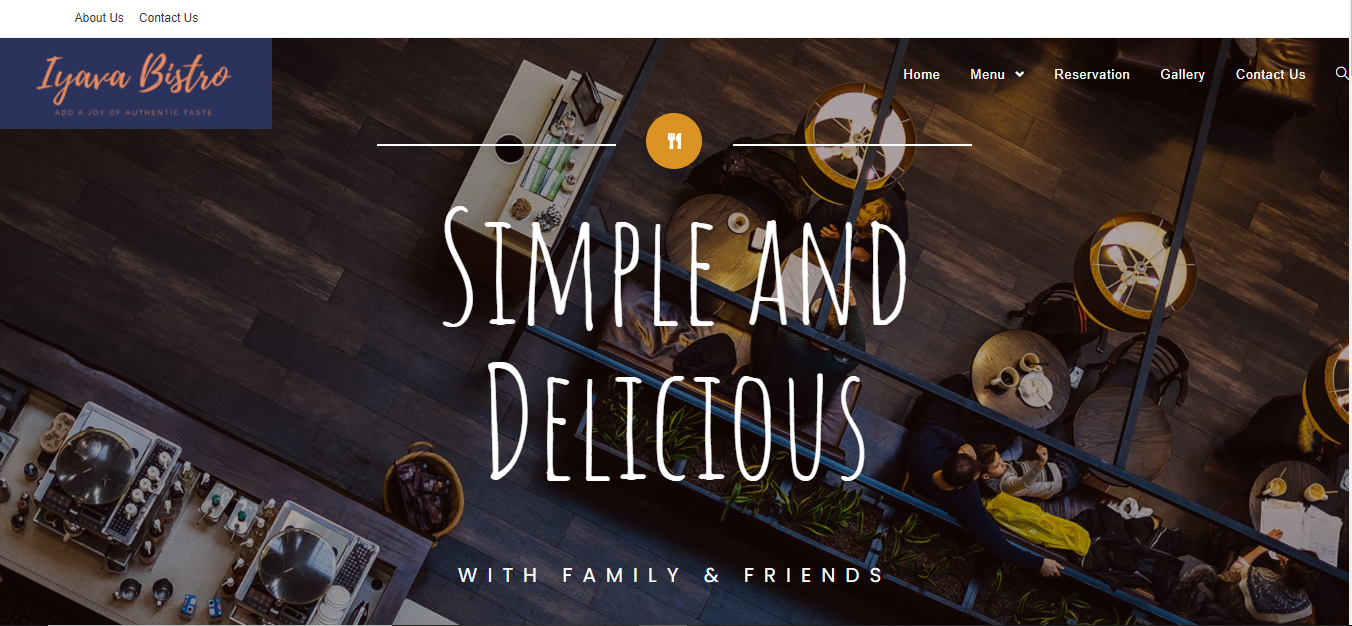 About Us Contact Us
Iyava Bistro
ADD A JOY OF AUTHENTIC TASTE
Home Menu Reservation Gallery Contact Us
SIMPLE AND
DELICIOUS
WITH FAMILY & FRIENDS